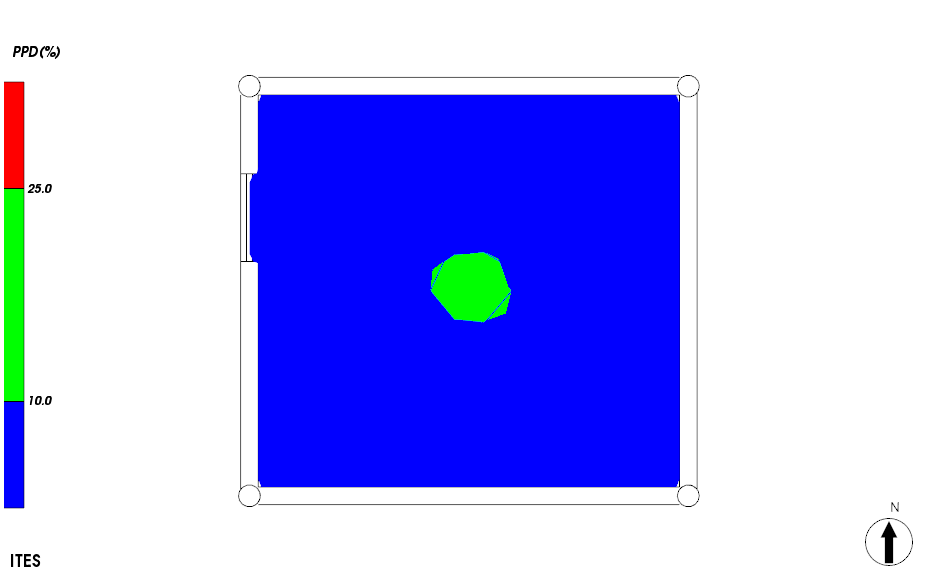 PPD(%)
25.0
10.0
N
ITES